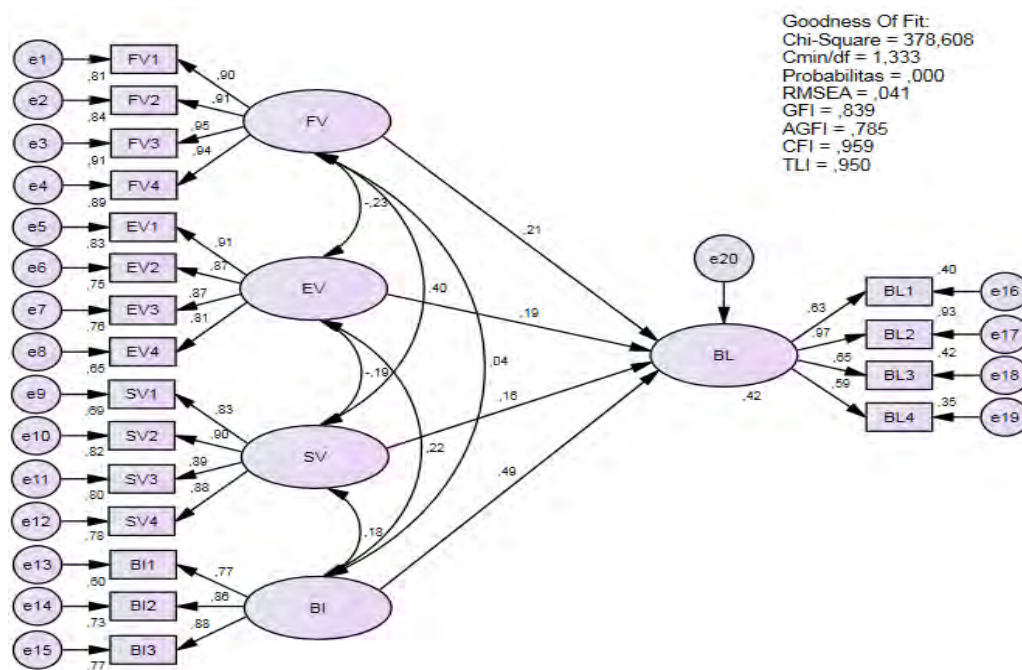 Goodness Of Fit:
Chi-Square = 378,608
Cmin/df = 1,333
Probabilitas = ,000
RMSEA = ,041
GFI = ,839
AGFI = ,785
CFI = ,959
TLI = ,950
e1
,81
FV1
,90
e2
,84
FV2
,91
e3
,91
FV3
,95
e4
,89
FV4
,94
FV
e5
,83
EV1
,91
e6
,75
EV2
,87
e7
,76
EV3
,87
e8
,65
EV4
,81
EV
e9
,69
SV1
,83
e10
,82
SV2
,90
e11
,80
SV3
,89
e12
,78
SV4
,88
SV
e13
,60
BI1
,77
e14
,73
BI2
,86
e15
,77
BI3
,88
BI
-,23
,40
,04
-,19
,22
,18
,21
,19
,16
,49
e20
BL
,42
,63
BL1
,40
e16
,97
BL2
,93
e17
,65
BL3
,42
e18
,59
BL4
,35
e19